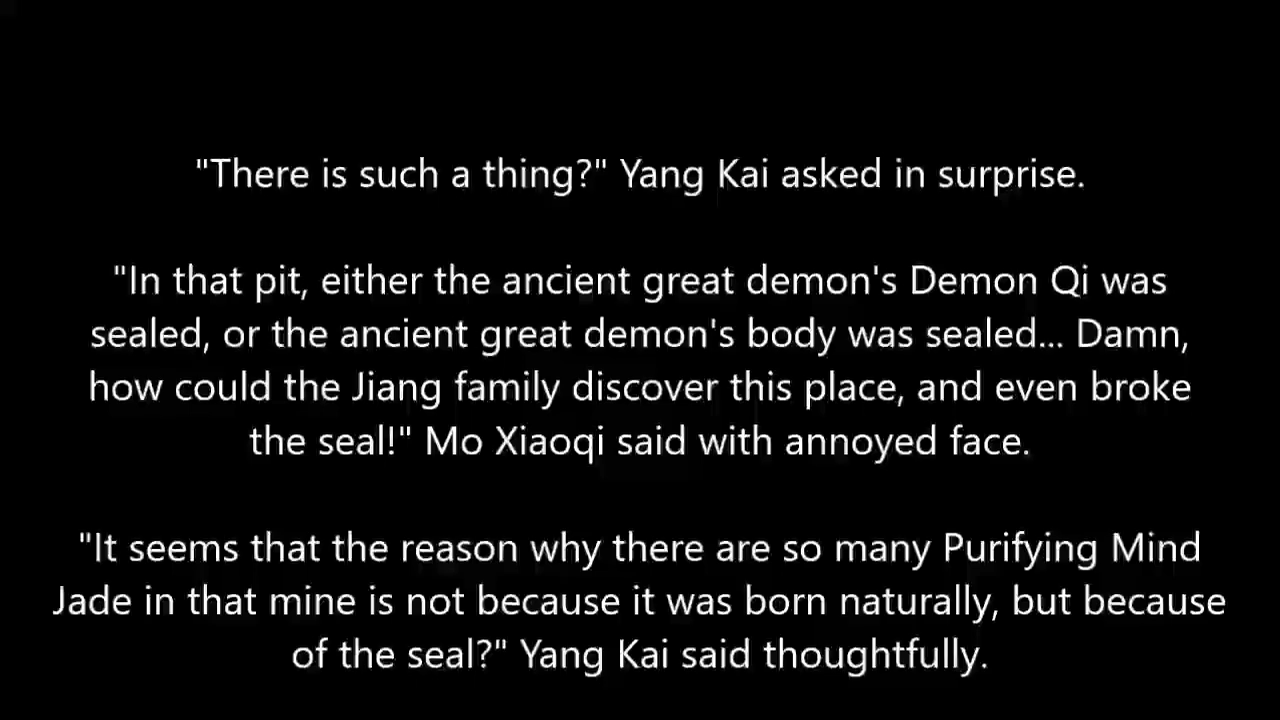 "There is such a thing?" Yang Kai asked in surprise.
"In that pit, either the ancient great demon's Demon Qi was
sealed, or the ancient great demon's body was sealed... Damn,
how could the Jiang family discover this place, and even broke
the seal!" Mo Xiaoqi said with annoyed face.
"It seems that the reason why there are so many Purifying Mind
Jade in that mine is not because it was born naturally, but because
of the seal?" Yang Kai said thoughtfully.